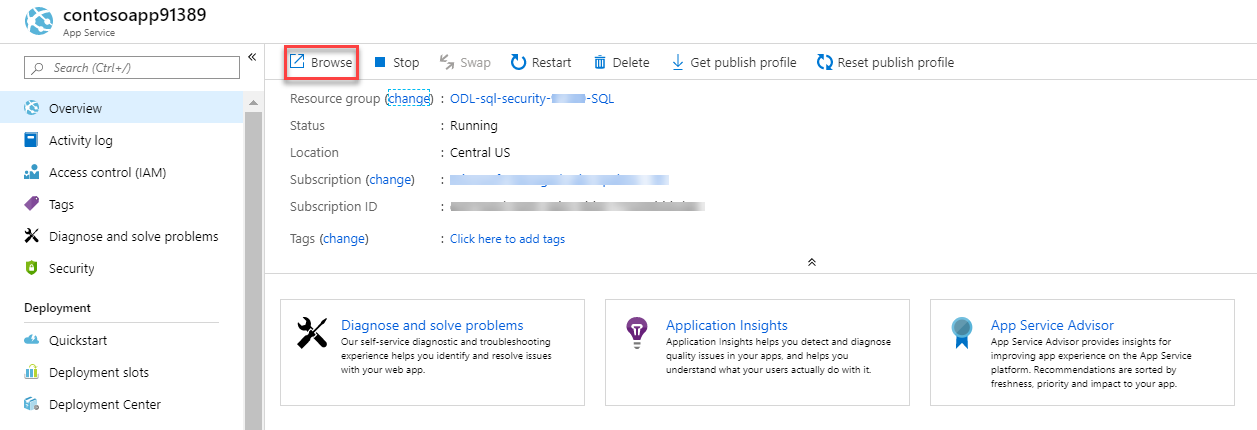 contosoapp91389
App Service
Search (Ctrl+/)
«
Overview
Activity log
Access control (IAM)
Tags
Diagnose and solve problems
Security
Deployment
Quickstart
Deployment slots
Deployment Center
Browse Stop Swap Restart Delete Get publish profile Reset publish profile
Resource group (change) : ODL-sql-security- -SQL
Status : Running
Location : Central US
Subscription (change) :
Subscription ID :
Tags (change) : Click here to add tags
Diagnose and solve problems
Our self-service diagnostic and troubleshooting
experience helps you identify and resolve issues
with your web app.
Application Insights
Application Insights helps you detect and diagnose
quality issues in your apps, and helps you
understand what your users actually do with it.
App Service Advisor
App Service Advisor provides insights for
improving app experience on the App Service
platform. Recommendations are sorted by
freshness, priority and impact to your app.